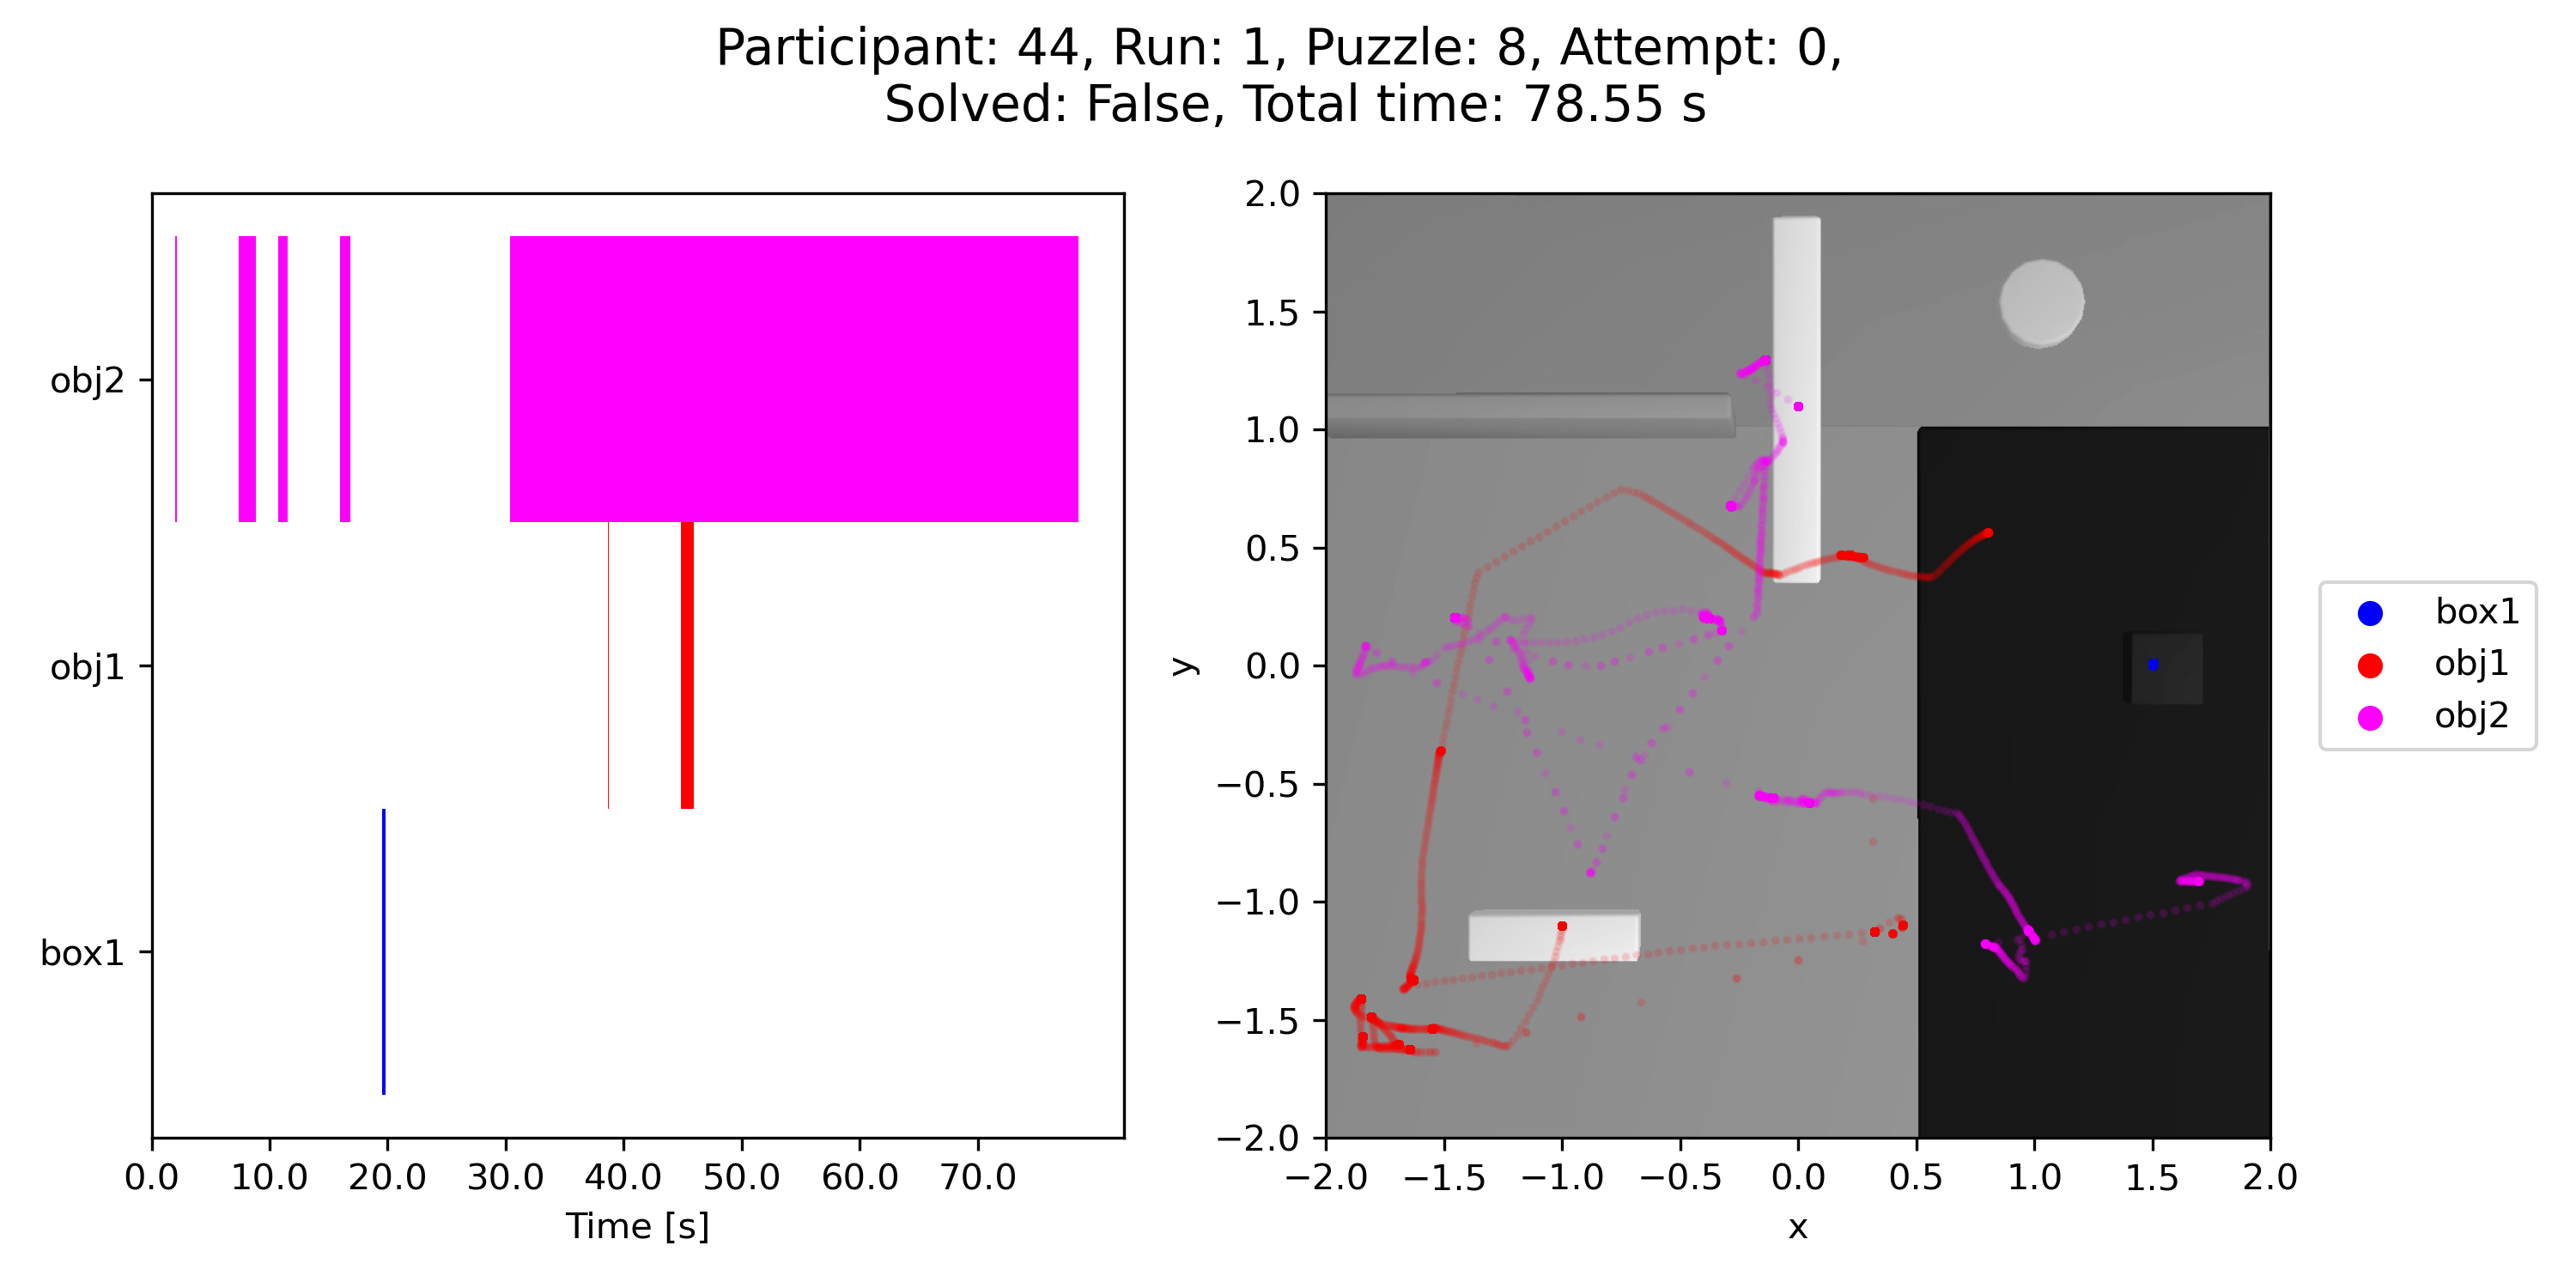 Participant: 44, Run: 1, Puzzle: 8, Attempt: 0,
Solved: False, Total time: 78.55 s
obj2
obj1
box1
0.0 10.0 20.0 30.0 40.0 50.0 60.0 70.0
Time [s]
2.0
1.5
1.0
0.5
0.0
−0.5
−1.0
−1.5
−2.0
y
−2.0 −1.5 −1.0 −0.5 0.0 0.5 1.0 1.5 2.0
x
box1
obj1
obj2